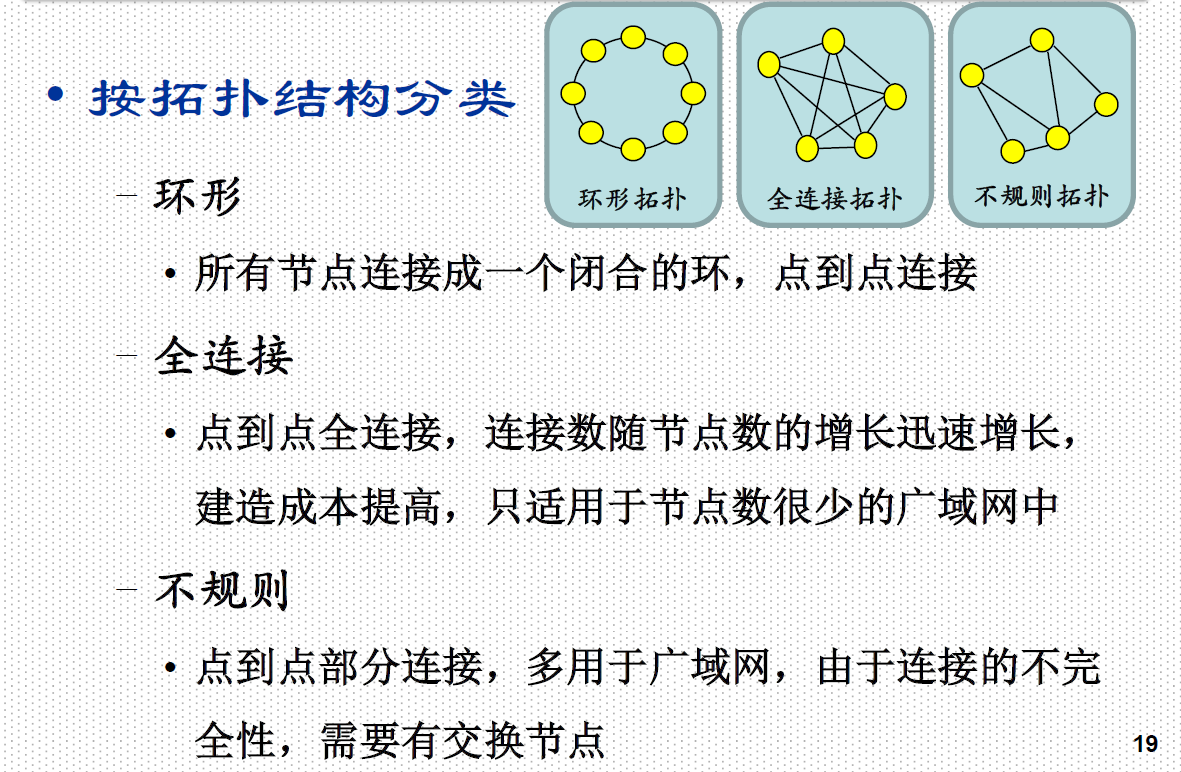 环形拓扑
全连接拓扑
不规则拓扑
• 按拓扑结构分类
– 环形
• 所有节点连接成一个闭合的环，点到点连接
– 全连接
• 点到点全连接，连接数随节点数的增长迅速增长，
建造成本提高，只适用于节点数很少的广域网中
– 不规则
• 点到点部分连接，多用于广域网，由于连接的不完
全性，需要有交换节点
19